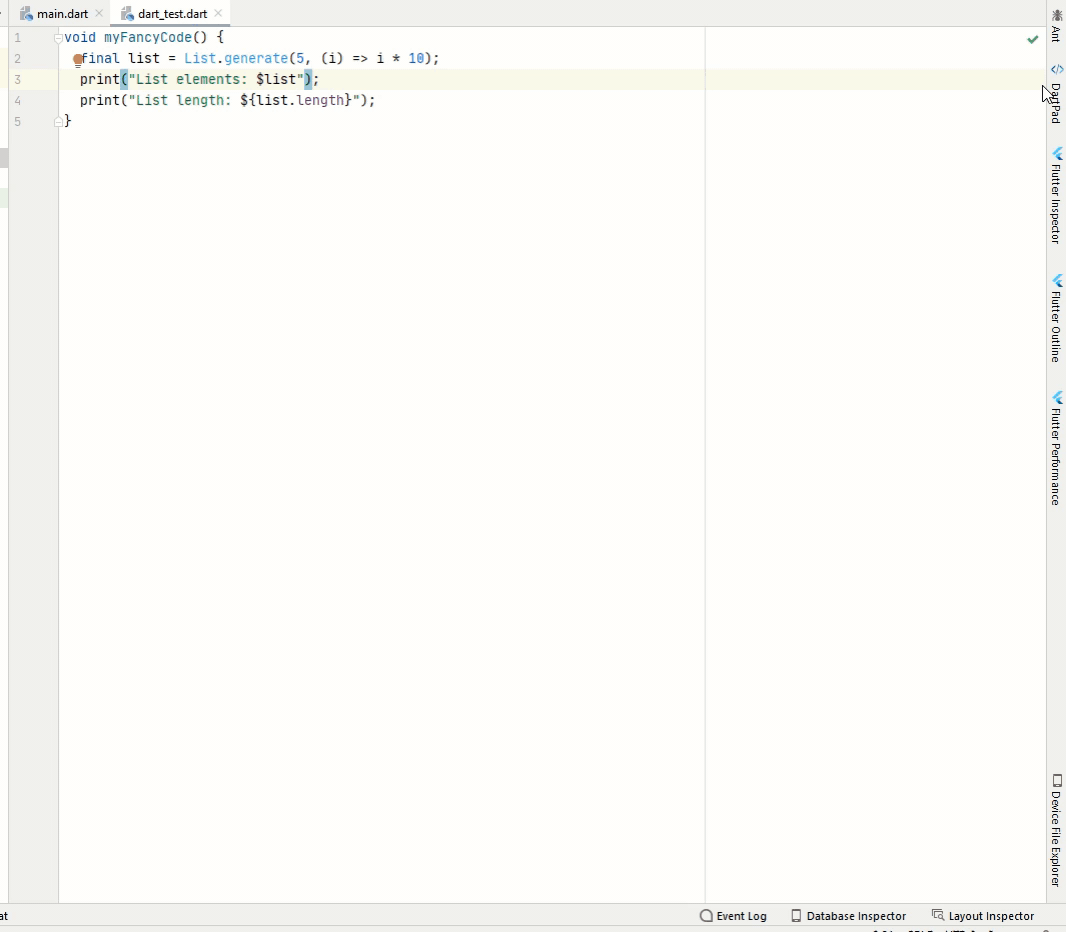 main.dart
dart_test.dart
1 void myFancyCode() {
2 final list = List.generate(5, (i) => i * 10);
3 print("List elements: $list");
4 print("List length: ${list.length}");
5 }
Ant
DartPad
Flutter Inspector
Flutter Outline
Flutter Performance
Device File Explorer
at
Event Log
Database Inspector
Layout Inspector